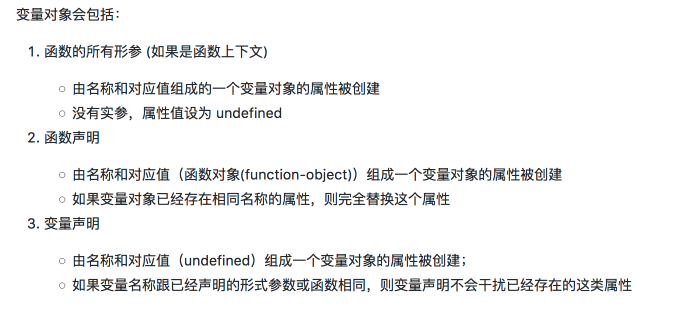 变量对象会包括：
1. 函数的所有形参 (如果是函数上下文)
○ 由名称和对应值组成的一个变量对象的属性被创建
○ 没有实参，属性值设为 undefined
2. 函数声明
○ 由名称和对应值（函数对象(function-object)）组成一个变量对象的属性被创建
○ 如果变量对象已经存在相同名称的属性，则完全替换这个属性
3. 变量声明
○ 由名称和对应值（undefined）组成一个变量对象的属性被创建；
○ 如果变量名称跟已经声明的形式参数或函数相同，则变量声明不会干扰已经存在的这类属性